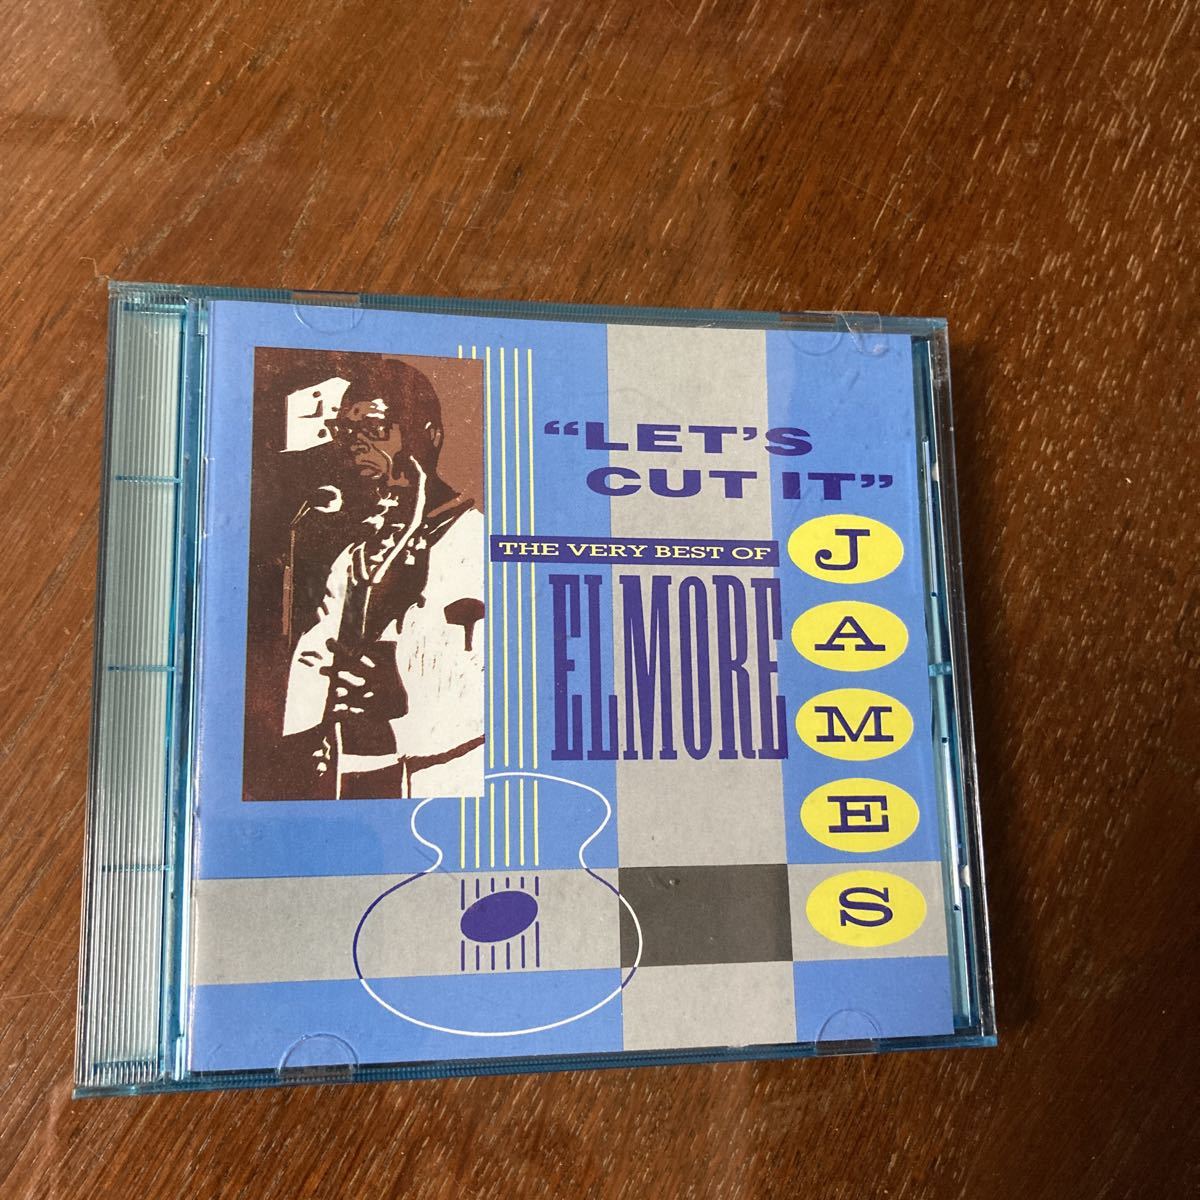 “LET’S
CUT IT”
THE VERY BEST OF
ELMORE
JAMES